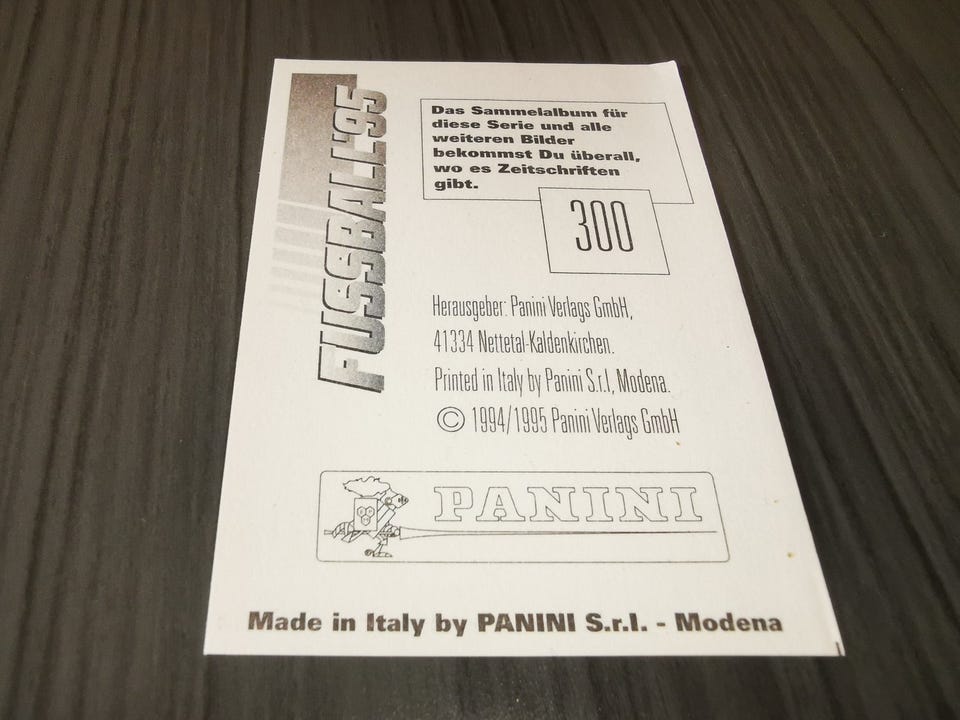 FUSSBALL'95
Das Sammelalbum für
diese Serie und alle
weiteren Bilder
bekommst Du überall,
wo es Zeitschriften
gibt.
300
Herausgeber: Panini Verlags GmbH,
41334 Nettetal-Kaldenkirchen.
Printed in Italy by Panini S.r.l, Modena.
© 1994/1995 Panini Verlags GmbH
PANINI
Made in Italy by PANINI S.r.l. - Modena